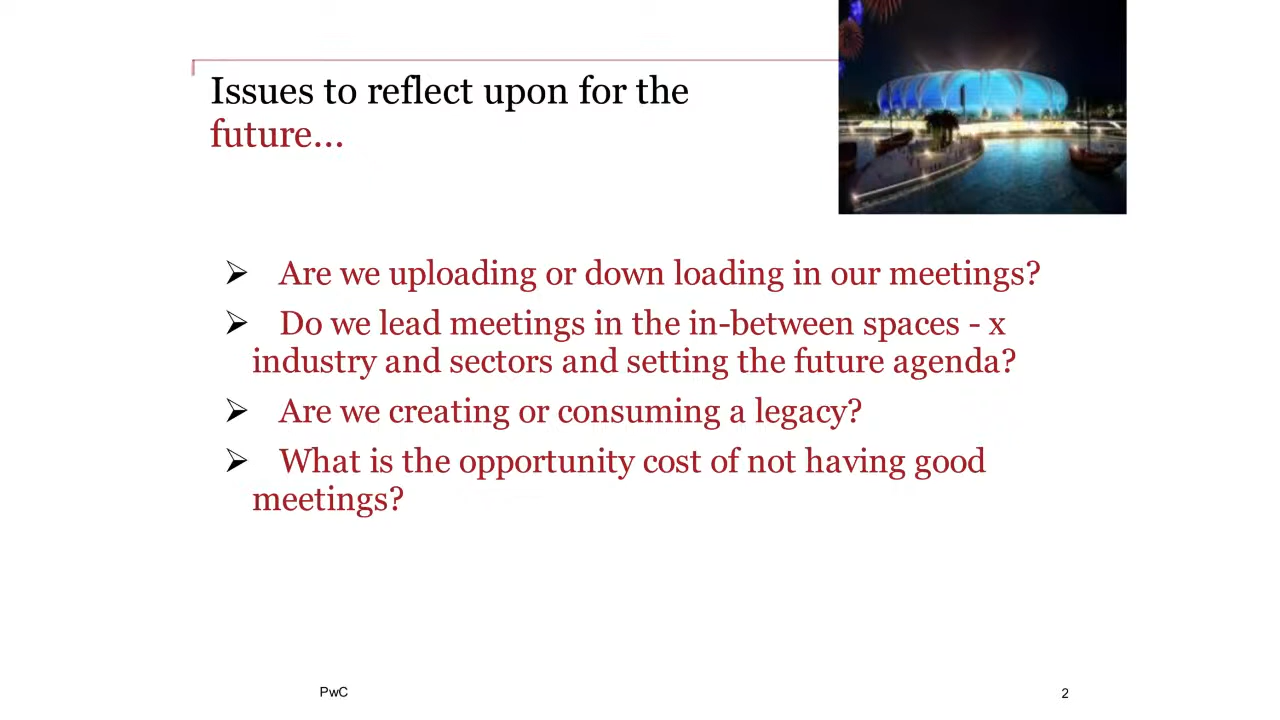 Issues to reflect upon for the
future...
➢ Are we uploading or down loading in our meetings?
➢ Do we lead meetings in the in-between spaces - x
industry and sectors and setting the future agenda?
➢ Are we creating or consuming a legacy?
➢ What is the opportunity cost of not having good
meetings?
PwC
2